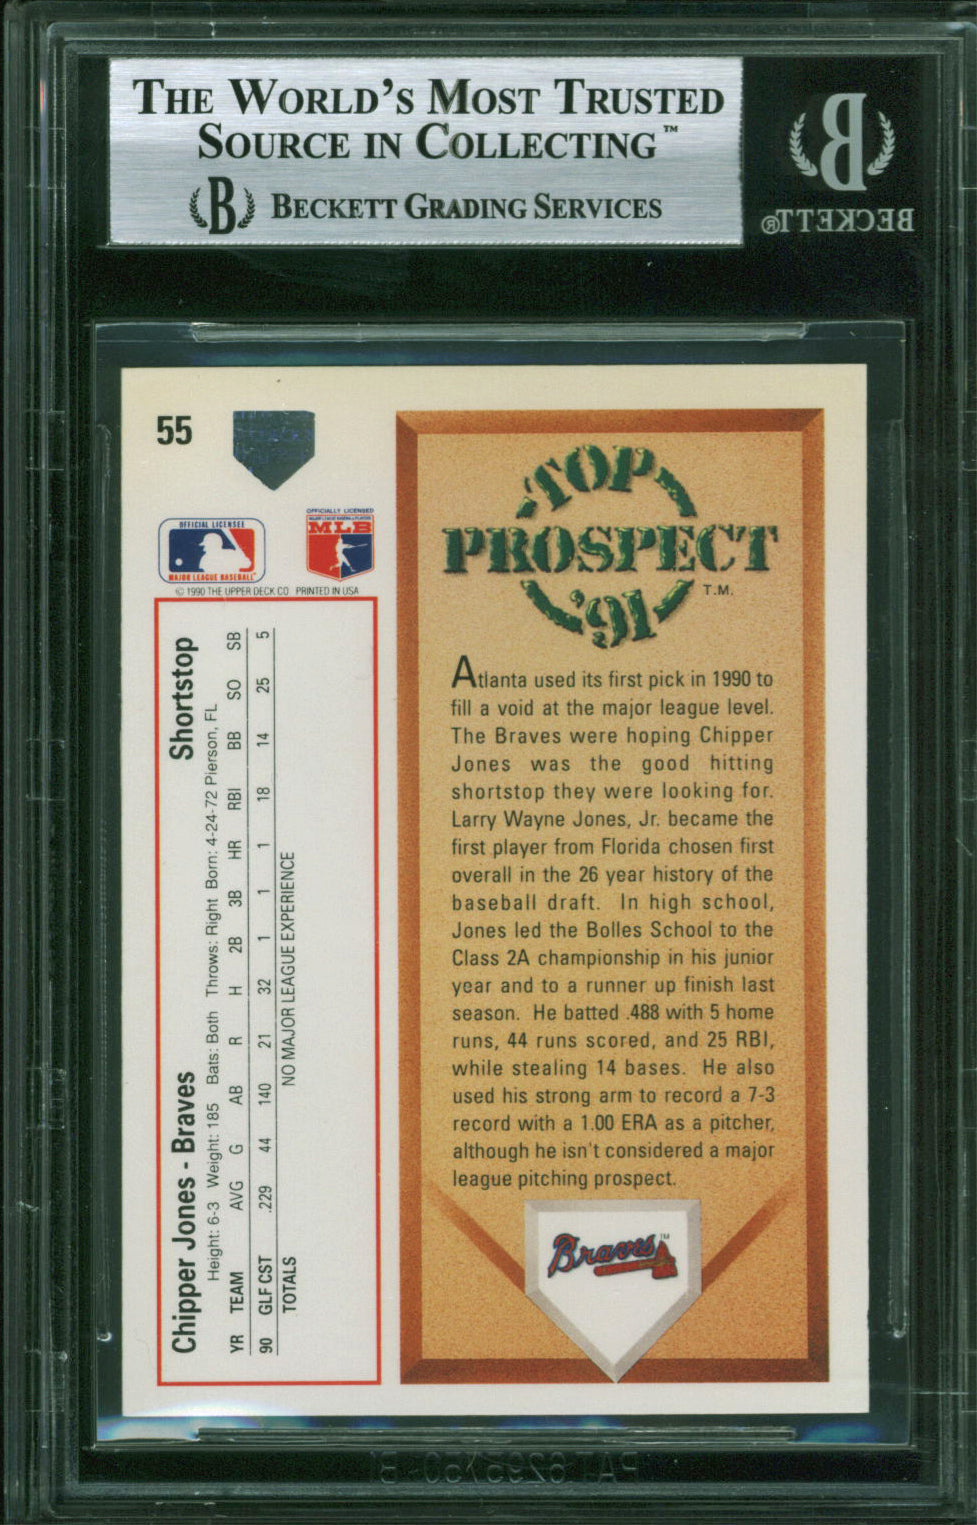 THE WORLD'S MOST TRUSTED
SOURCE IN COLLECTING™
B BECKETT GRADING SERVICES
B
BECKETT®
55
OFFICIAL LICENSEE
MAJOR LEAGUE BASEBALL
OFFICIALLY LICENSED
MLB
© 1990 THE UPPER DECK CO. PRINTED IN USA
Chipper Jones - Braves Shortstop
Height: 6-3 Weight: 185 Bats: Both Throws: Right Born: 4-24-72 Pierson, FL
YR TEAM AVG G AB R H 2B 3B HR RBI BB SO SB
90 GLF CST .229 44 140 21 32 1 1 1 18 14 25 5
TOTALS NO MAJOR LEAGUE EXPERIENCE
TOP
PROSPECT
'91 T.M.
Atlanta used its first pick in 1990 to
fill a void at the major league level.
The Braves were hoping Chipper
Jones was the good hitting
shortstop they were looking for.
Larry Wayne Jones, Jr. became the
first player from Florida chosen first
overall in the 26 year history of the
baseball draft. In high school,
Jones led the Bolles School to the
Class 2A championship in his junior
year and to a runner up finish last
season. He batted .488 with 5 home
runs, 44 runs scored, and 25 RBI,
while stealing 14 bases. He also
used his strong arm to record a 7-3
record with a 1.00 ERA as a pitcher,
although he isn't considered a major
league pitching prospect.
Braves™